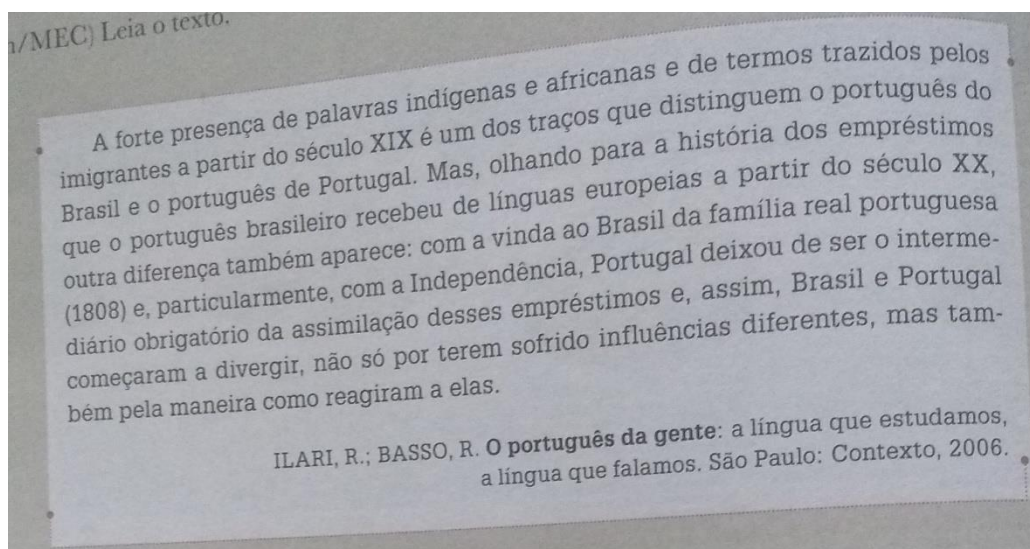 /MEC) Leia o texto.
A forte presença de palavras indígenas e africanas e de termos trazidos pelos
imigrantes a partir do século XIX é um dos traços que distinguem o português do
Brasil e o português de Portugal. Mas, olhando para a história dos empréstimos
que o português brasileiro recebeu de línguas europeias a partir do século XX,
outra diferença também aparece: com a vinda ao Brasil da família real portuguesa
(1808) e, particularmente, com a Independência, Portugal deixou de ser o interme-
diário obrigatório da assimilação desses empréstimos e, assim, Brasil e Portugal
começaram a divergir, não só por terem sofrido influências diferentes, mas tam-
bém pela maneira como reagiram a elas.
ILARI, R.; BASSO, R. O português da gente: a língua que estudamos,
a língua que falamos. São Paulo: Contexto, 2006.